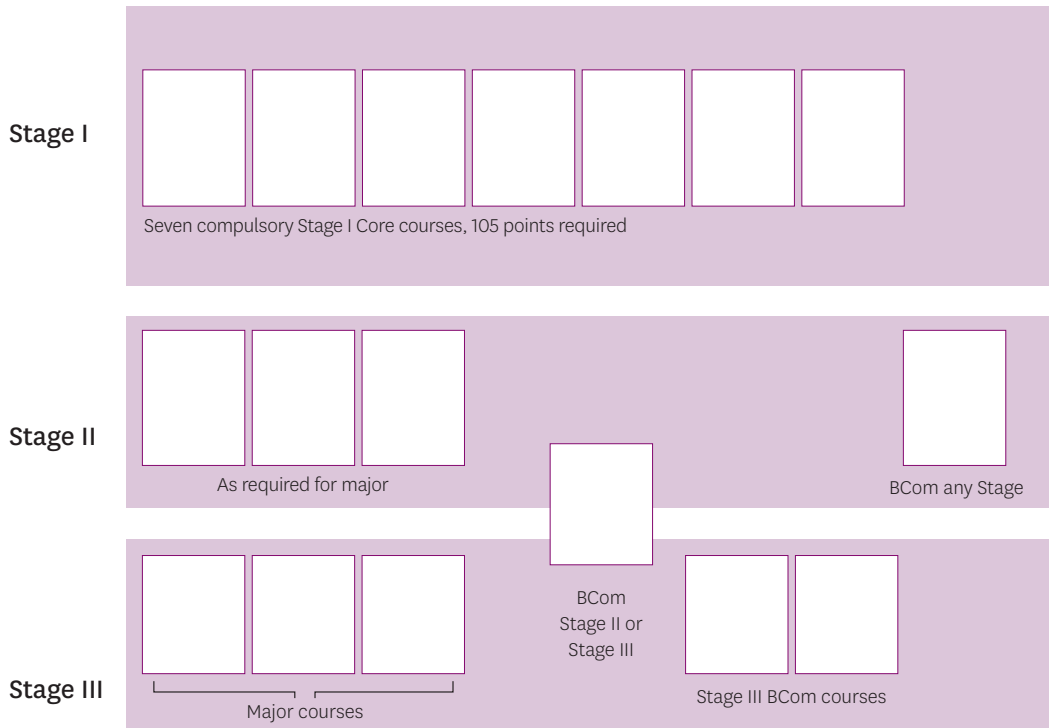 Stage I
Seven compulsory Stage I Core courses, 105 points required
Stage II
As required for major
BCom any Stage
BCom
Stage II or
Stage III
Stage III
Major courses
Stage III BCom courses